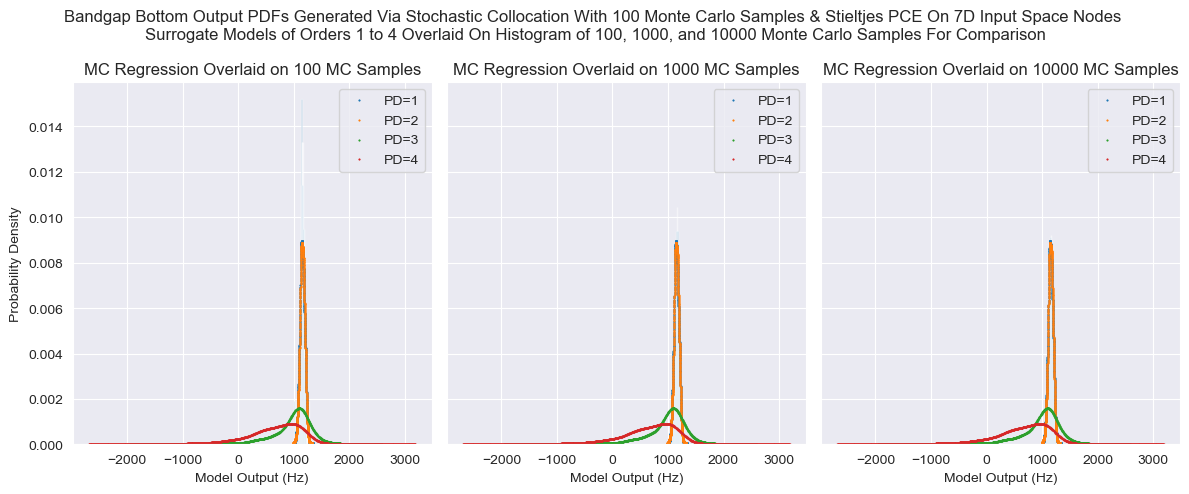 Bandgap Bottom Output PDFs Generated Via Stochastic Collocation With 100 Monte Carlo Samples & Stieltjes PCE On 7D Input Space Nodes
Surrogate Models of Orders 1 to 4 Overlaid On Histogram of 100, 1000, and 10000 Monte Carlo Samples For Comparison
MC Regression Overlaid on 100 MC Samples
PD=1
PD=2
PD=3
PD=4
0.014
0.012
0.010
0.008
0.006
0.004
0.002
0.000
Probability Density
−2000 −1000 0 1000 2000 3000
Model Output (Hz)
MC Regression Overlaid on 1000 MC Samples
PD=1
PD=2
PD=3
PD=4
−2000 −1000 0 1000 2000 3000
Model Output (Hz)
MC Regression Overlaid on 10000 MC Samples
PD=1
PD=2
PD=3
PD=4
−2000 −1000 0 1000 2000 3000
Model Output (Hz)